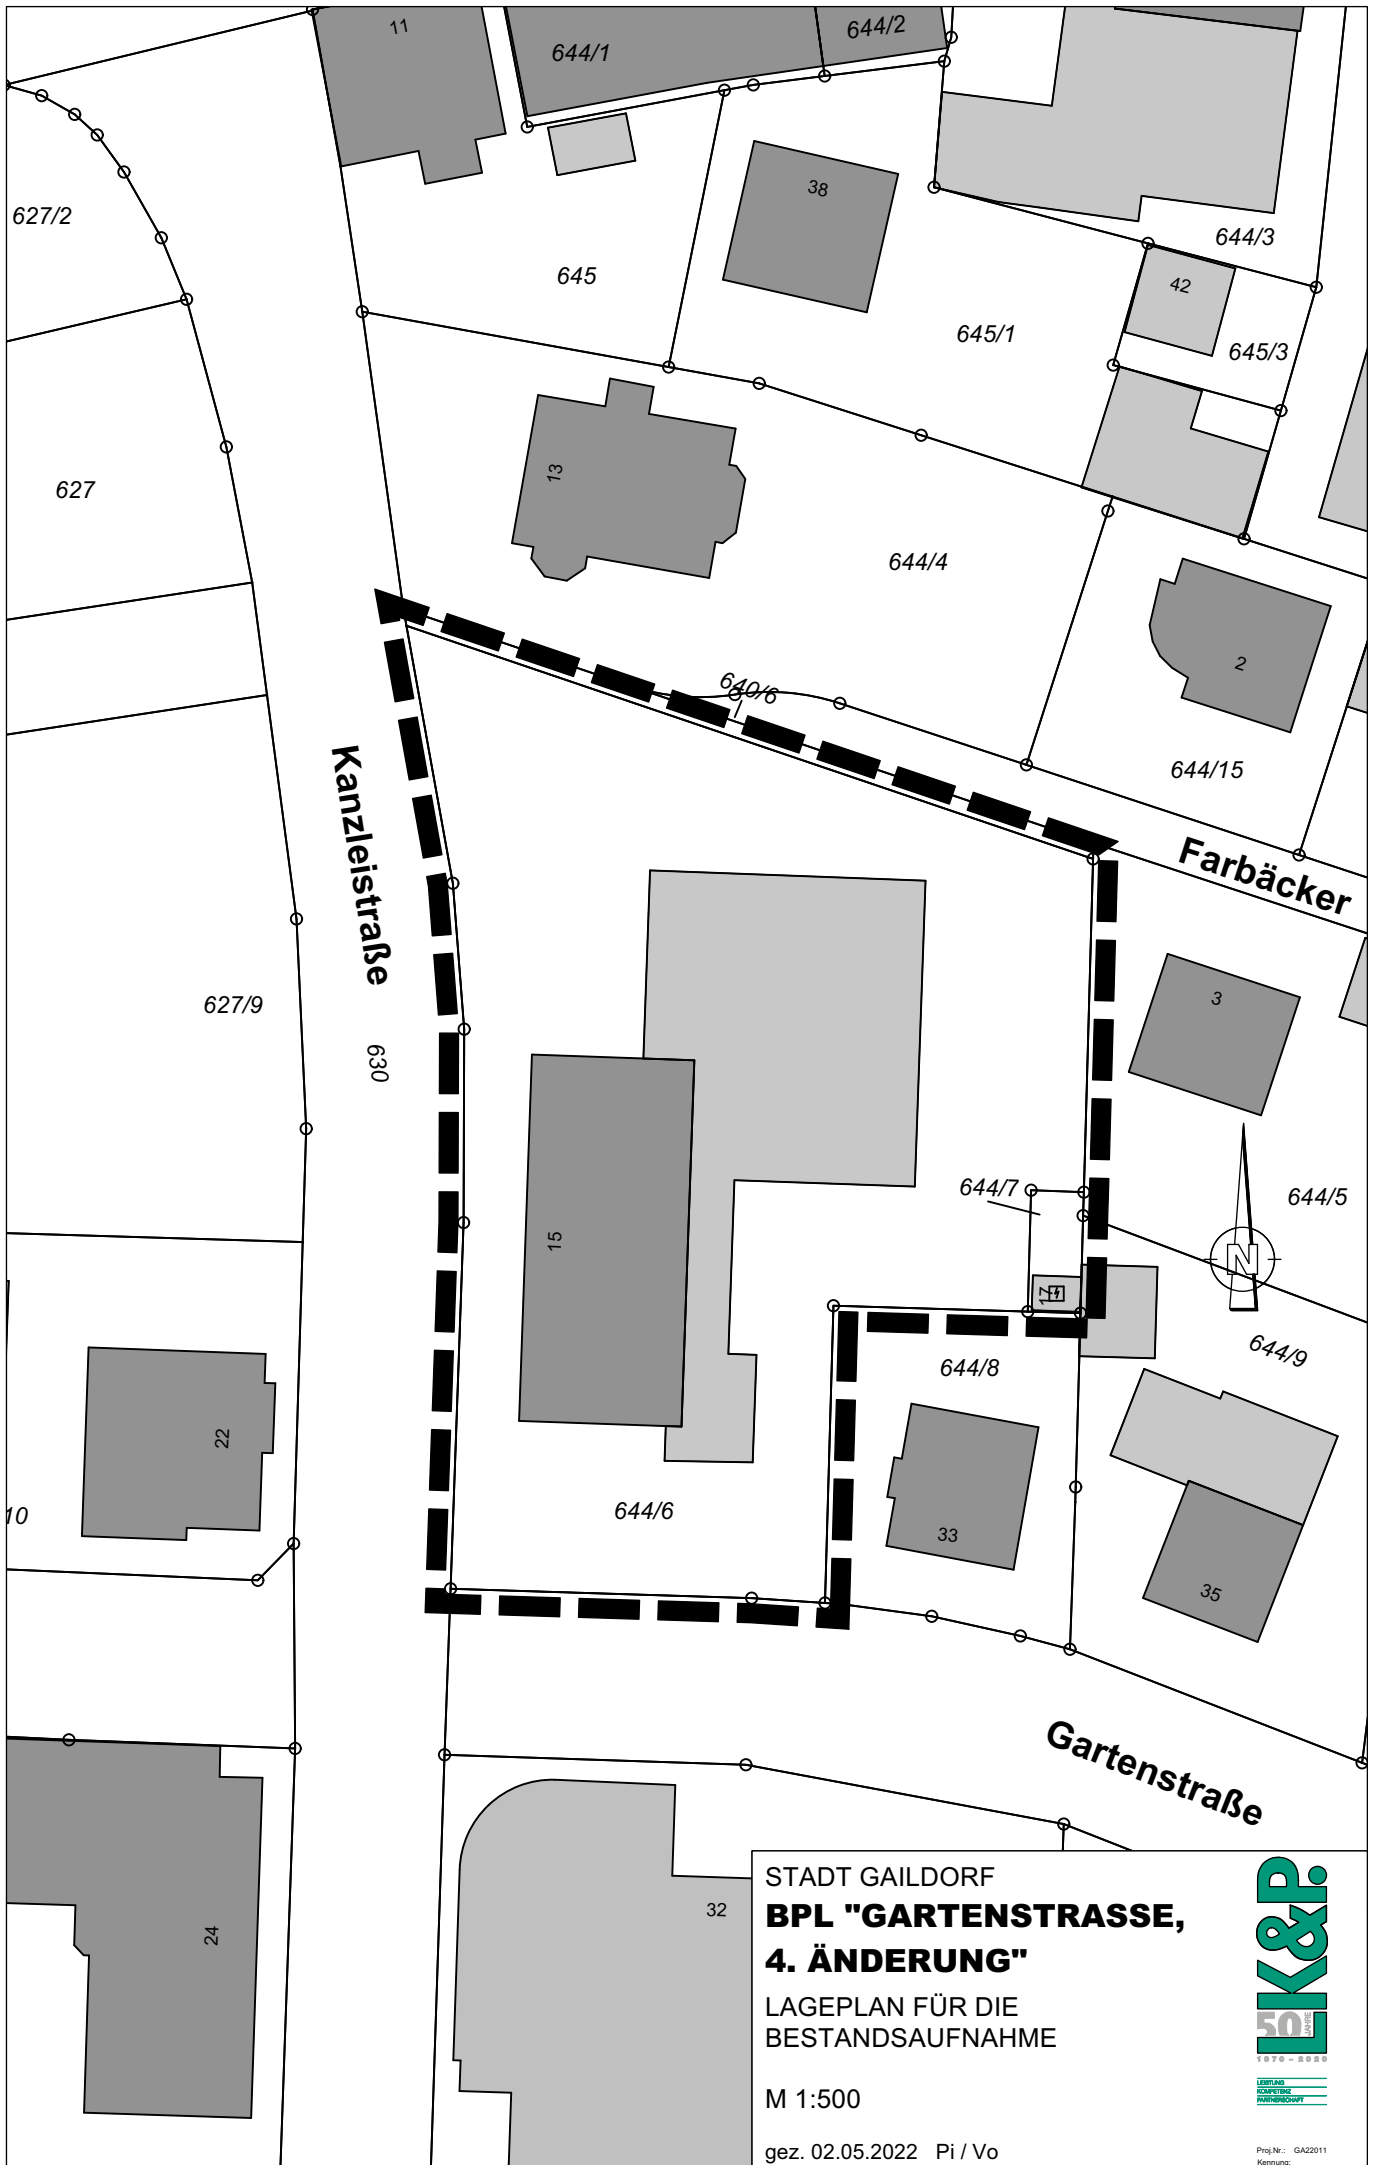 11
644/1
644/2
38
627/2
644/3
645
42
645/1
645/3
13
627
644/4
2
640/6
644/15
Kanzleistraße
Farbäcker
3
627/9
630
644/7
644/5
15
N
17
644/9
644/8
22
10
644/6
33
35
Gartenstraße
32
24
STADT GAILDORF
BPL "GARTENSTRASSE,
4. ÄNDERUNG"
LAGEPLAN FÜR DIE
BESTANDSAUFNAHME
M 1:500
gez. 02.05.2022 Pi / Vo
LK&P.
50 JAHRE
1970 - 2020
LEISTUNG
KOMPETENZ
PARTNERSCHAFT
Proj.Nr.: GA22011
Kennung: